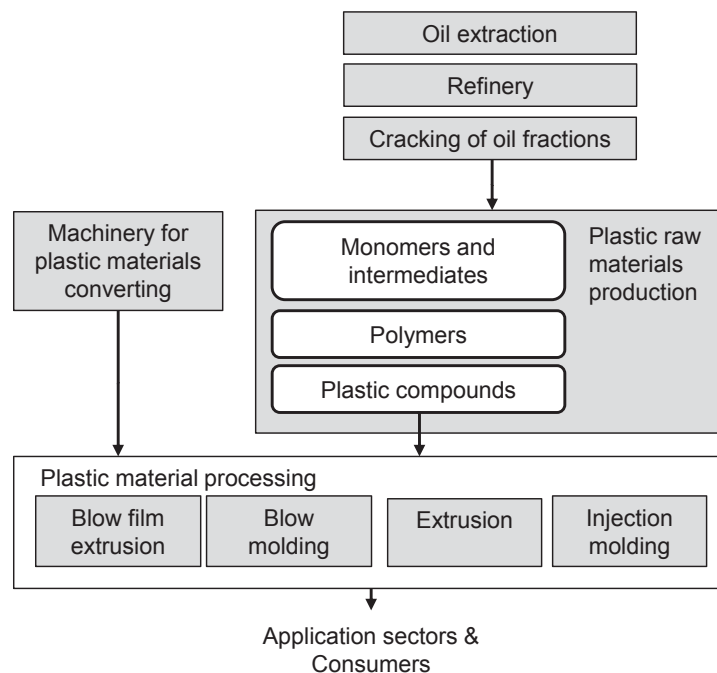 Oil extraction
Refinery
Cracking of oil fractions
Machinery for
plastic materials
converting
Monomers and
intermediates
Plastic raw
materials
production
Polymers
Plastic compounds
Plastic material processing
Blow film
extrusion
Blow
molding
Extrusion
Injection
molding
Application sectors &
Consumers